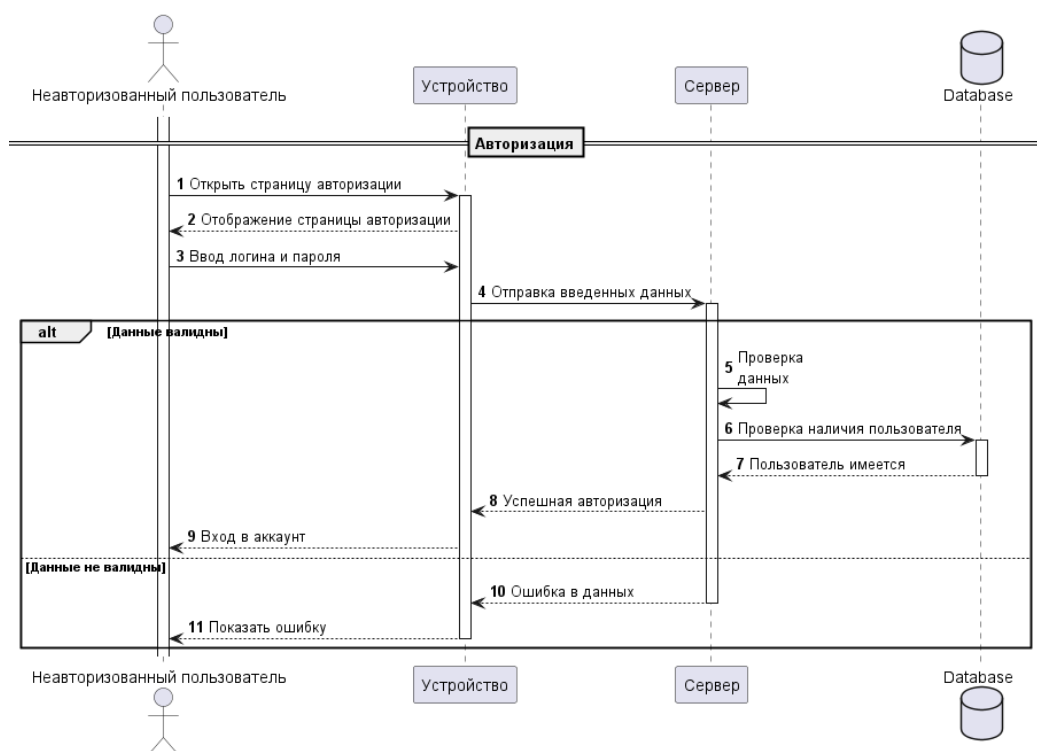 Неавторизованный пользователь
Устройство
Сервер
Database
Авторизация
1 Открыть страницу авторизации
2 Отображение страницы авторизации
3 Ввод логина и пароля
4 Отправка введенных данных
alt [Данные валидны]
5 Проверка
данных
6 Проверка наличия пользователя
7 Пользователь имеется
8 Успешная авторизация
9 Вход в аккаунт
[Данные не валидны]
10 Ошибка в данных
11 Показать ошибку
Неавторизованный пользователь
Устройство
Сервер
Database